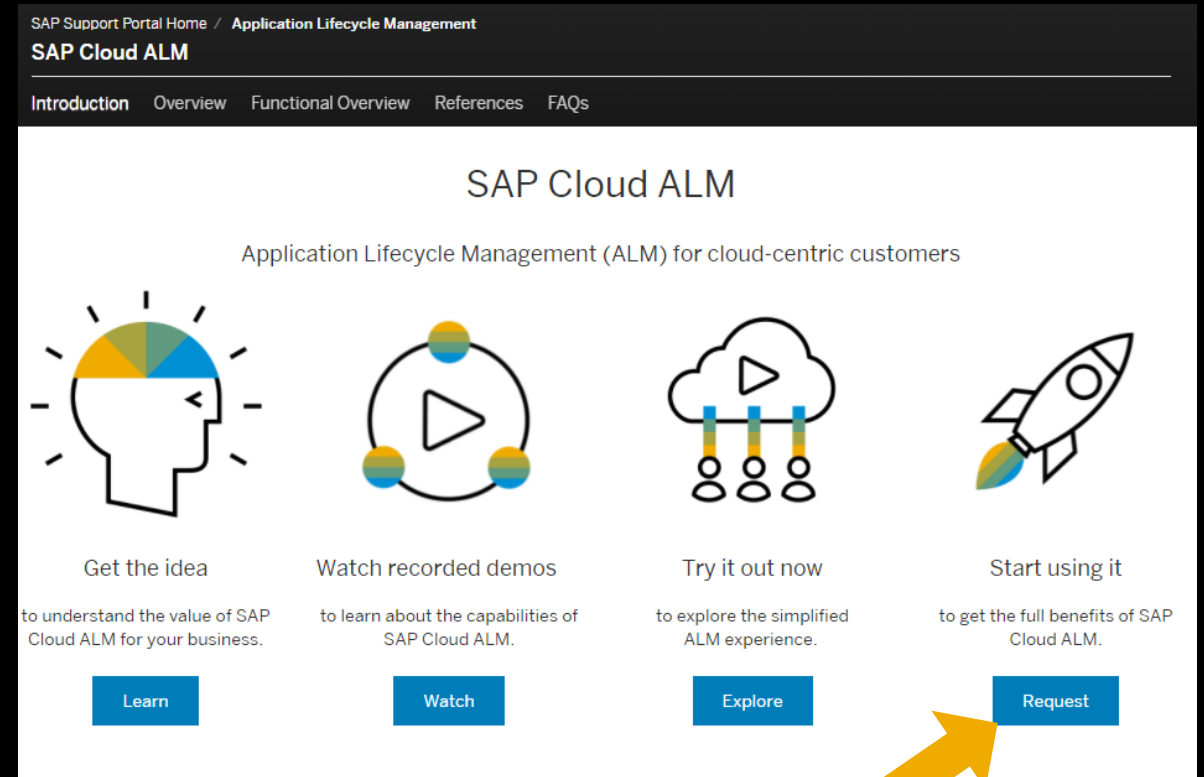 SAP Support Portal Home / Application Lifecycle Management
SAP Cloud ALM
Introduction Overview Functional Overview References FAQs
SAP Cloud ALM
Application Lifecycle Management (ALM) for cloud-centric customers
Get the idea
to understand the value of SAP
Cloud ALM for your business.
Learn
Watch recorded demos
to learn about the capabilities of
SAP Cloud ALM.
Watch
Try it out now
to explore the simplified
ALM experience.
Explore
Start using it
to get the full benefits of SAP
Cloud ALM.
Request